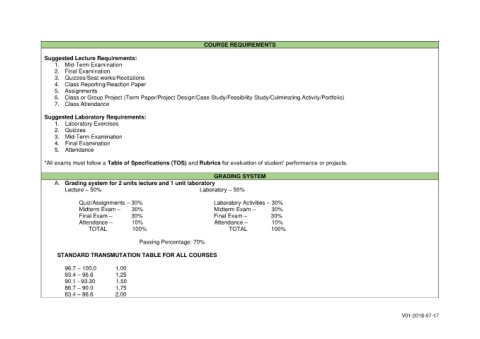 COURSE REQUIREMENTS
Suggested Lecture Requirements:
1. Mid-Term Examination
2. Final Examination
3. Quizzes/Seat works/Recitations
4. Class Reporting/Reaction Paper
5. Assignments
6. Class or Group Project (Term Paper/Project Design/Case Study/Feasibility Study/Culminating Activity/Portfolio)
7. Class Attendance
Suggested Laboratory Requirements:
1. Laboratory Exercises
2. Quizzes
3. Mid-Term Examination
4. Final Examination
5. Attendance
*All exams must follow a Table of Specifications (TOS) and Rubrics for evaluation of student' performance or projects.
GRADING SYSTEM
A. Grading system for 2 units lecture and 1 unit laboratory
Lecture – 50% Laboratory – 50%
Quiz/Assignments – 30% Laboratory Activities – 30%
Midterm Exam – 30% Midterm Exam – 30%
Final Exam – 30% Final Exam – 30%
Attendance – 10% Attendance – 10%
TOTAL 100% TOTAL 100%
Passing Percentage: 70%
STANDARD TRANSMUTATION TABLE FOR ALL COURSES
96.7 – 100.0 1.00
93.4 – 96.6 1.25
90.1 - 93.30 1.50
86.7 – 90.0 1.75
83.4 – 86.6 2.00
V01-2018-07-17